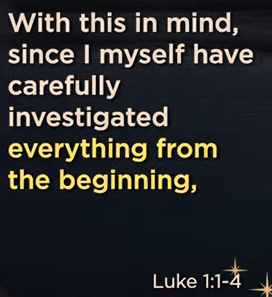 With this in mind,
since I myself have
carefully
investigated
everything from
the beginning,
Luke 1:1-4